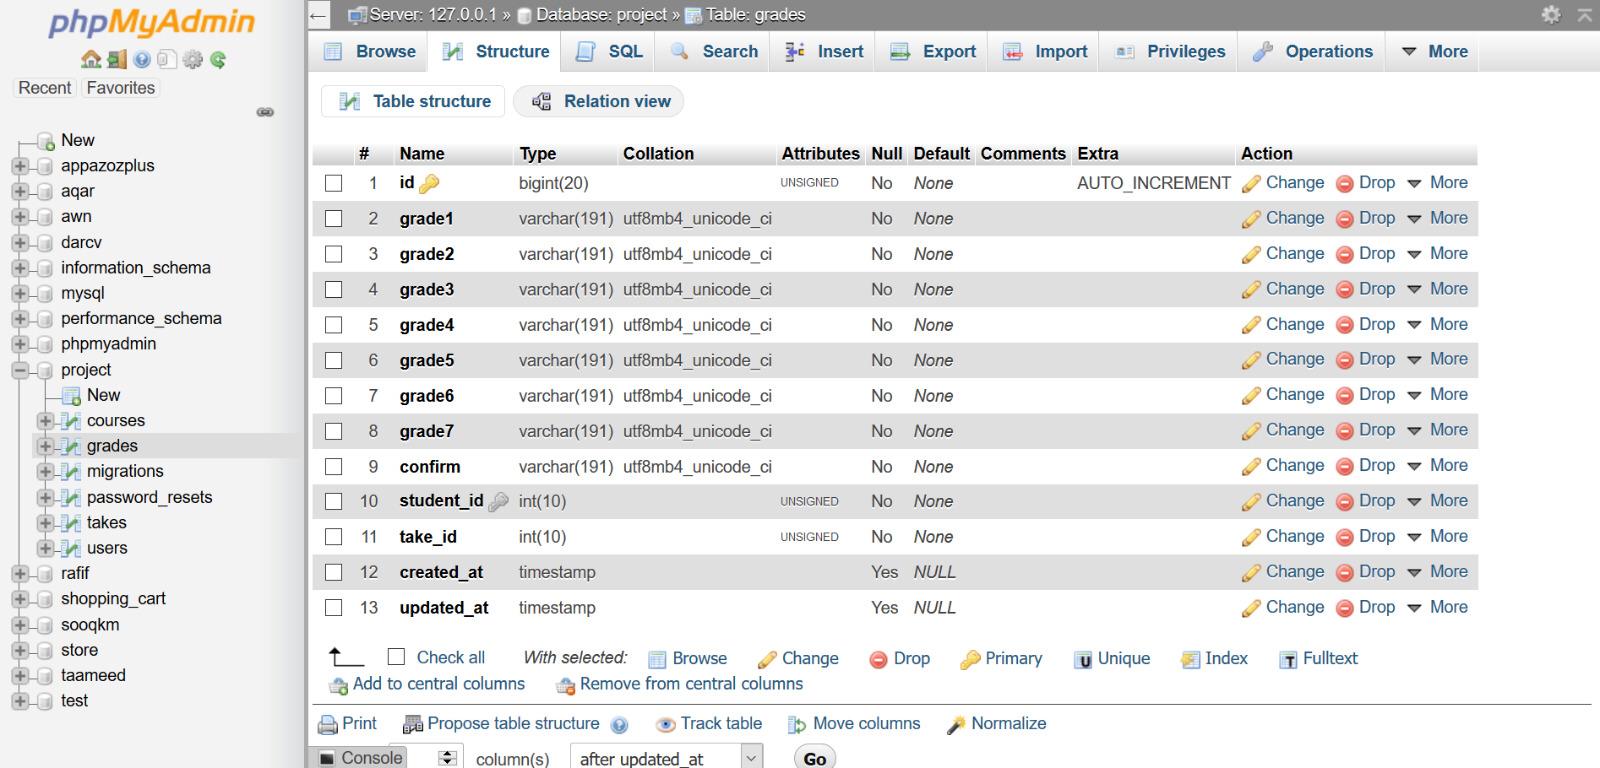 phpMyAdmin
Recent Favorites
New
appazozplus
aqar
awn
darcv
information_schema
mysql
performance_schema
phpmyadmin
project
New
courses
grades
migrations
password_resets
takes
users
rafif
shopping_cart
sooqkm
store
taameed
test
Server: 127.0.0.1 » Database: project » Table: grades
Browse Structure SQL Search Insert Export Import Privileges Operations More
Table structure Relation view
# Name Type Collation Attributes Null Default Comments Extra Action
1 id bigint(20) UNSIGNED No None AUTO_INCREMENT Change Drop More
2 grade1 varchar(191) utf8mb4_unicode_ci No None Change Drop More
3 grade2 varchar(191) utf8mb4_unicode_ci No None Change Drop More
4 grade3 varchar(191) utf8mb4_unicode_ci No None Change Drop More
5 grade4 varchar(191) utf8mb4_unicode_ci No None Change Drop More
6 grade5 varchar(191) utf8mb4_unicode_ci No None Change Drop More
7 grade6 varchar(191) utf8mb4_unicode_ci No None Change Drop More
8 grade7 varchar(191) utf8mb4_unicode_ci No None Change Drop More
9 confirm varchar(191) utf8mb4_unicode_ci No None Change Drop More
10 student_id int(10) UNSIGNED No None Change Drop More
11 take_id int(10) UNSIGNED No None Change Drop More
12 created_at timestamp Yes NULL Change Drop More
13 updated_at timestamp Yes NULL Change Drop More
Check all With selected: Browse Change Drop Primary Unique Index Fulltext
Add to central columns Remove from central columns
Print Propose table structure Track table Move columns Normalize
Console column(s) after updated_at Go